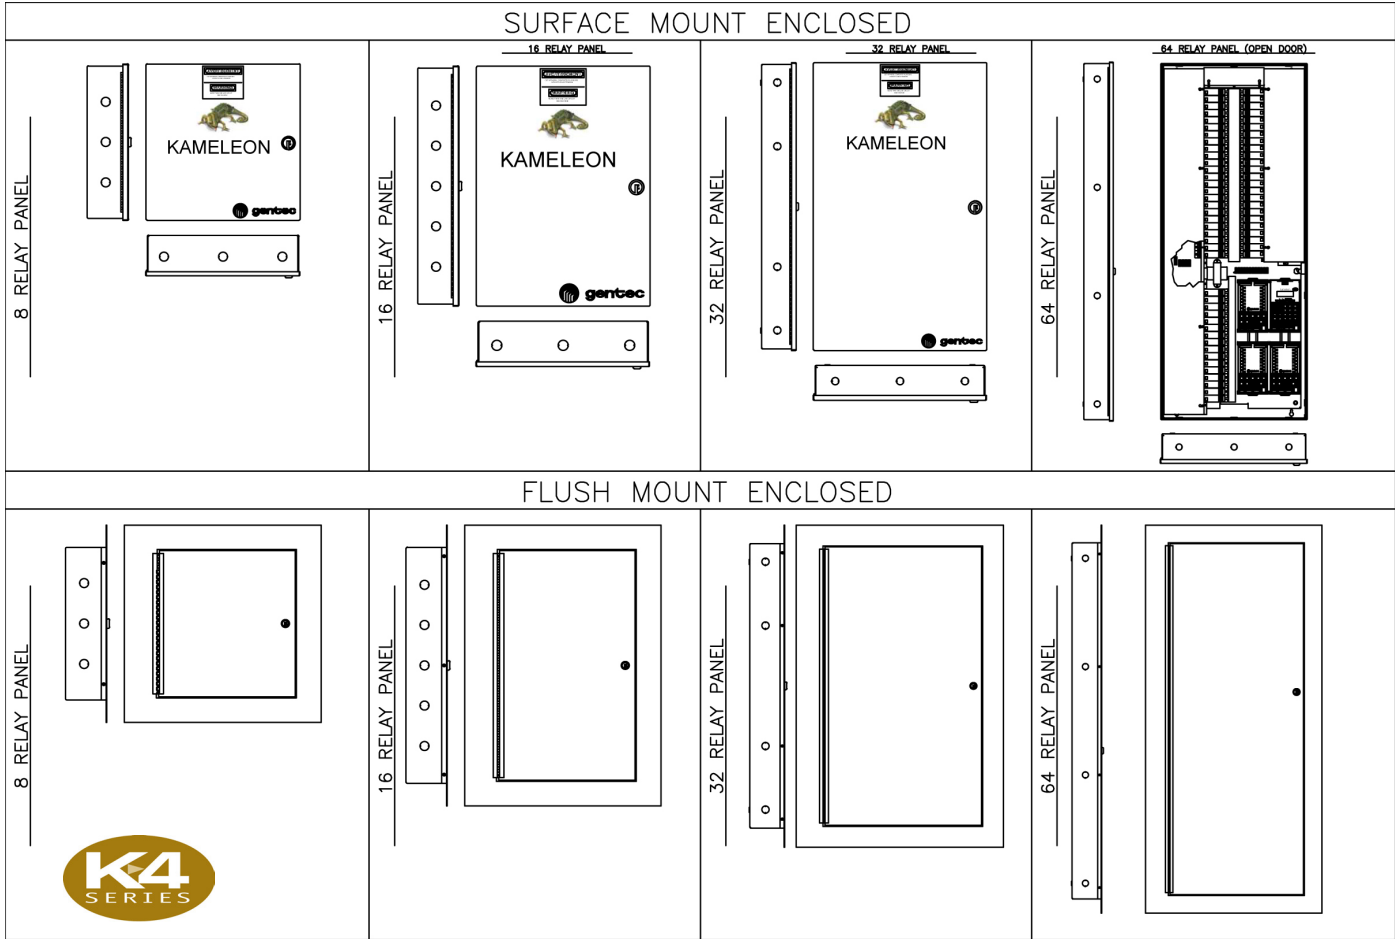 SURFACE MOUNT ENCLOSED
8 RELAY PANEL
KAMELEON
gentec
16 RELAY PANEL
16 RELAY PANEL
KAMELEON
gentec
32 RELAY PANEL
32 RELAY PANEL
KAMELEON
gentec
64 RELAY PANEL (OPEN DOOR)
64 RELAY PANEL
FLUSH MOUNT ENCLOSED
8 RELAY PANEL
16 RELAY PANEL
32 RELAY PANEL
64 RELAY PANEL
K4
SERIES